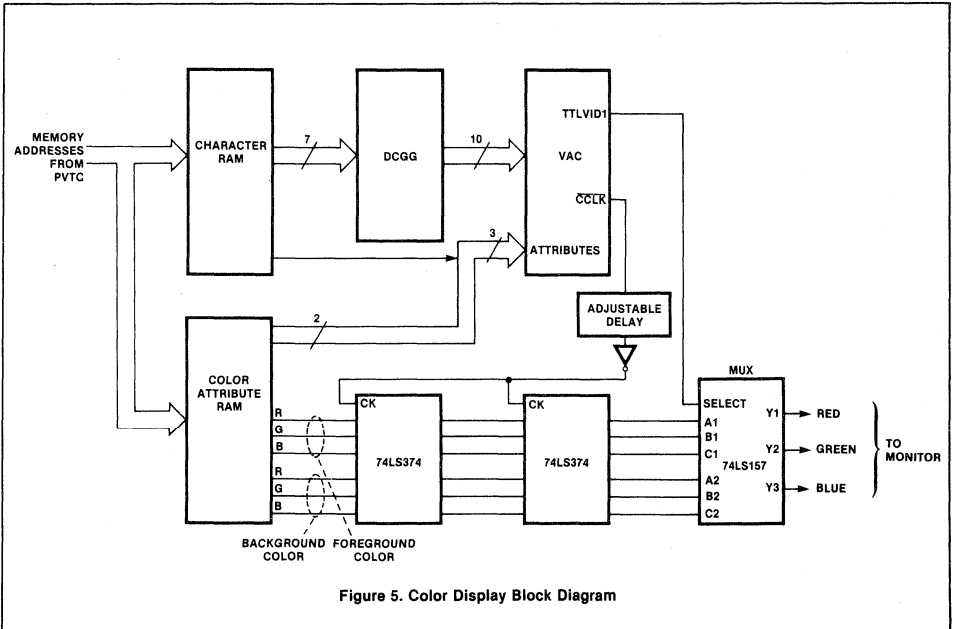 MEMORY
ADDRESSES
FROM
PVTC
CHARACTER
RAM
7
DCGG
10
TTLVID1
VAC
CCLK
3
ATTRIBUTES
ADJUSTABLE
DELAY
2
COLOR
ATTRIBUTE
RAM
R
G
B
R
G
B
CK
74LS374
CK
74LS374
MUX
SELECT
A1
B1
C1
74LS157
A2
B2
C2
Y1
Y2
Y3
RED
GREEN
BLUE
TO
MONITOR
BACKGROUND
COLOR
FOREGROUND
COLOR
Figure 5. Color Display Block Diagram